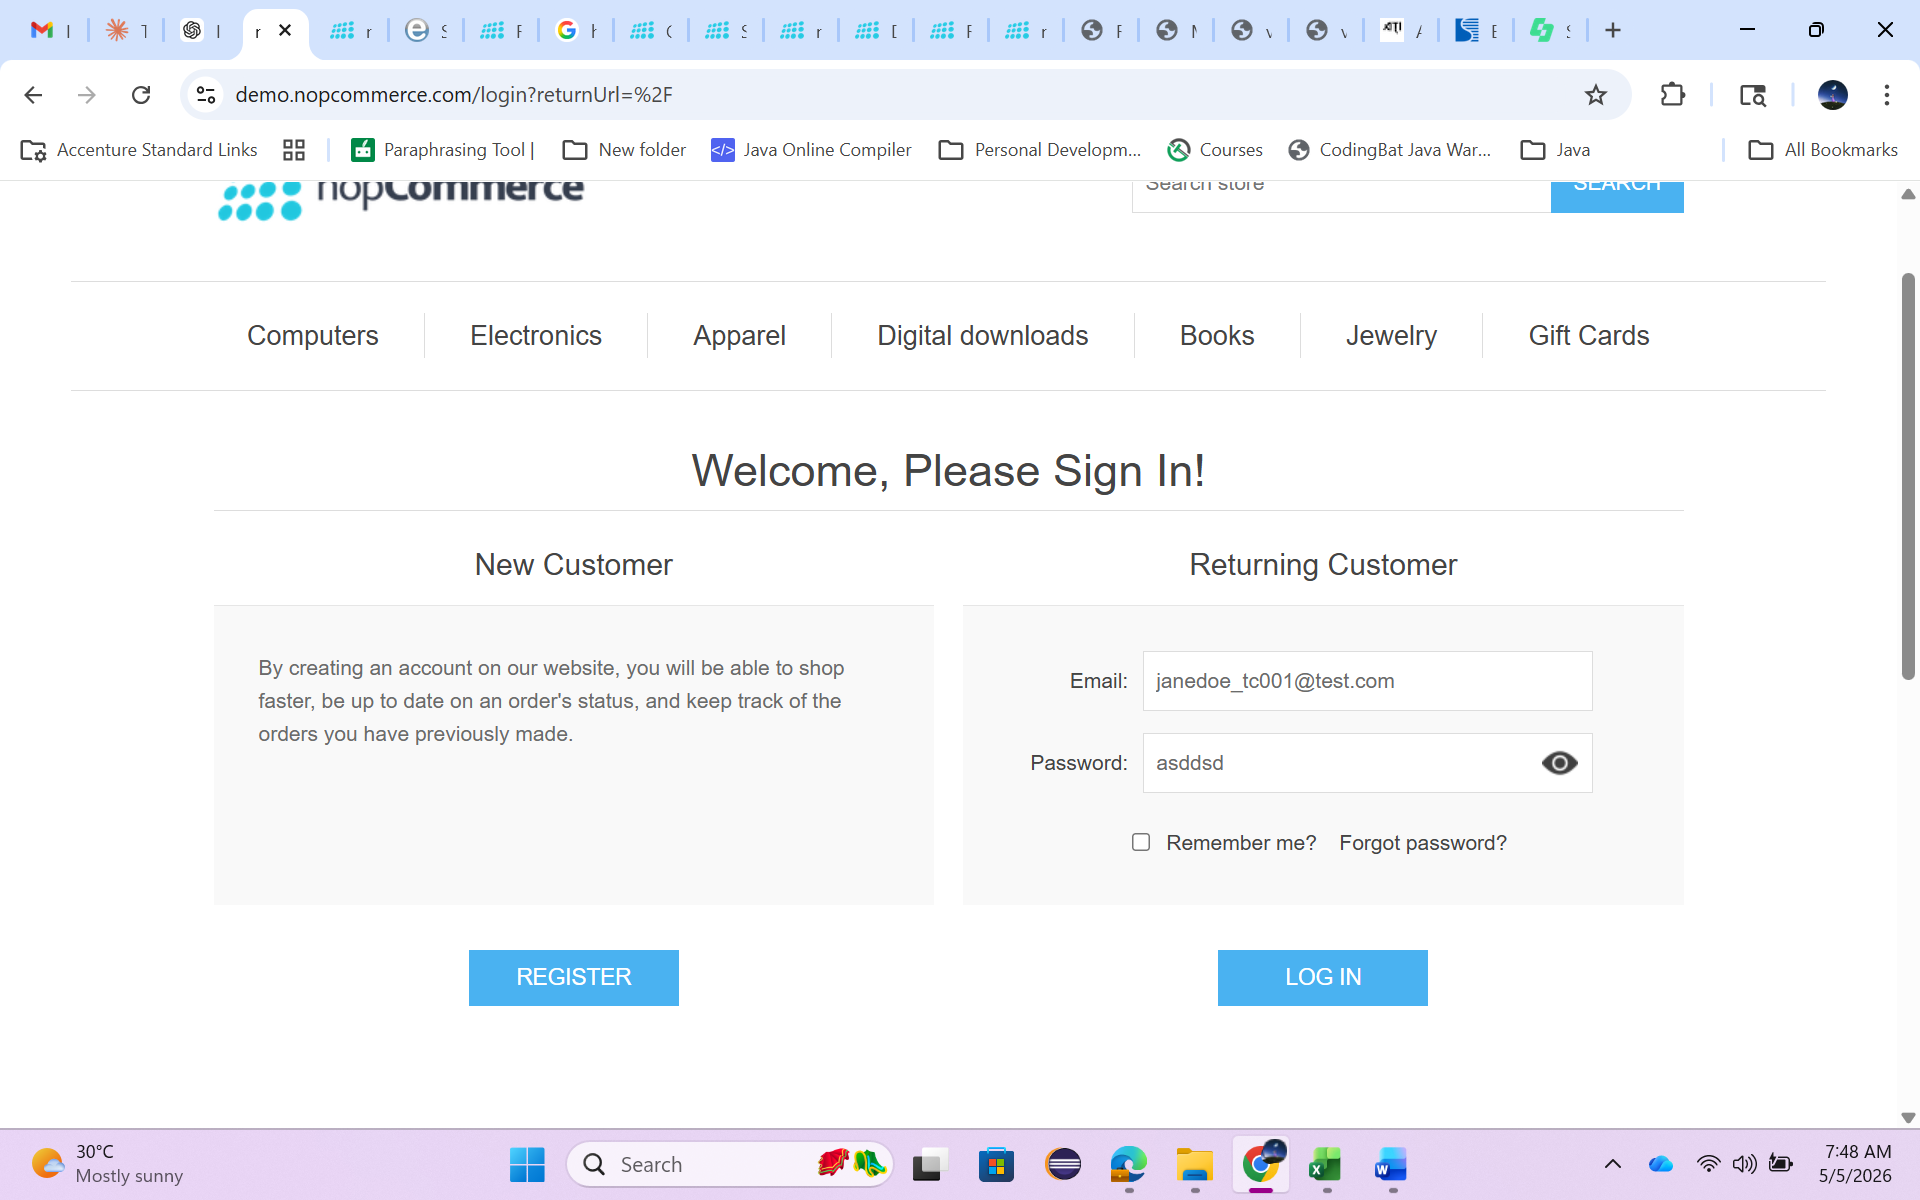 demo.nopcommerce.com/login?returnUrl=%2F
Accenture Standard Links
Paraphrasing Tool |
New folder
Java Online Compiler
Personal Developm...
Courses
CodingBat Java War...
Java
All Bookmarks
nopCommerce
Search store
SEARCH
Computers
Electronics
Apparel
Digital downloads
Books
Jewelry
Gift Cards
Welcome, Please Sign In!
New Customer
By creating an account on our website, you will be able to shop
faster, be up to date on an order's status, and keep track of the
orders you have previously made.
REGISTER
Returning Customer
Email:
janedoe_tc001@test.com
Password:
asddsd
Remember me?
Forgot password?
LOG IN
30°C
Mostly sunny
Search
7:48 AM
5/5/2026